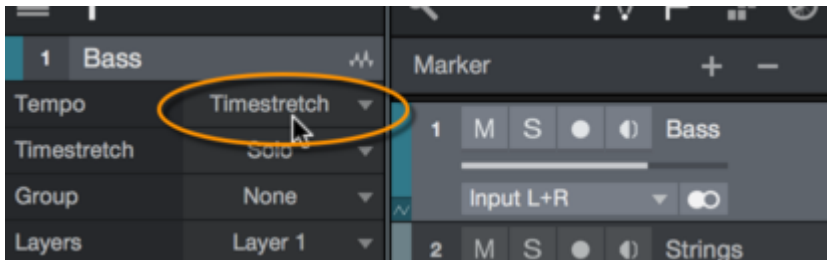 1 Bass
Tempo Timestretch
Timestretch Solo
Group None
Layers Layer 1
Marker + −
1 M S Bass
Input L+R
2 M S Strings